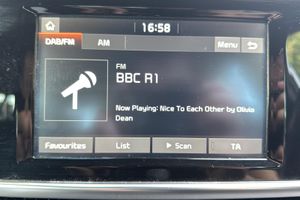 16:58
DAB/FM AM Menu
FM
BBC R1
Now Playing: Nice To Each Other by Olivia
Dean
Favourites List Scan TA